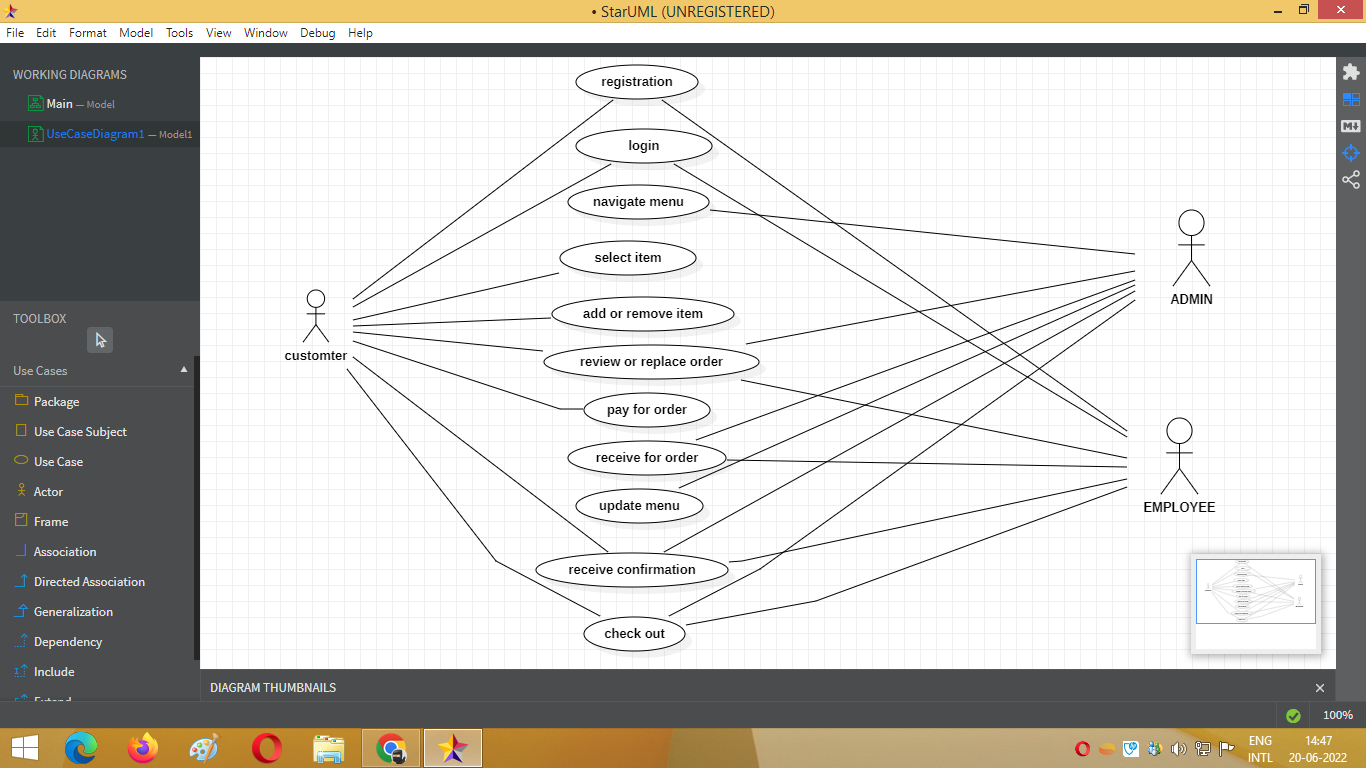 • StarUML (UNREGISTERED)
File Edit Format Model Tools View Window Debug Help
WORKING DIAGRAMS
Main — Model
UseCaseDiagram1 — Model1
TOOLBOX
Use Cases
Package
Use Case Subject
Use Case
Actor
Frame
Association
Directed Association
Generalization
Dependency
Include
Extend
registration
login
navigate menu
select item
add or remove item
review or replace order
pay for order
receive for order
update menu
receive confirmation
check out
customter
ADMIN
EMPLOYEE
M
DIAGRAM THUMBNAILS
100%
ENG 14:47
INTL 20-06-2022